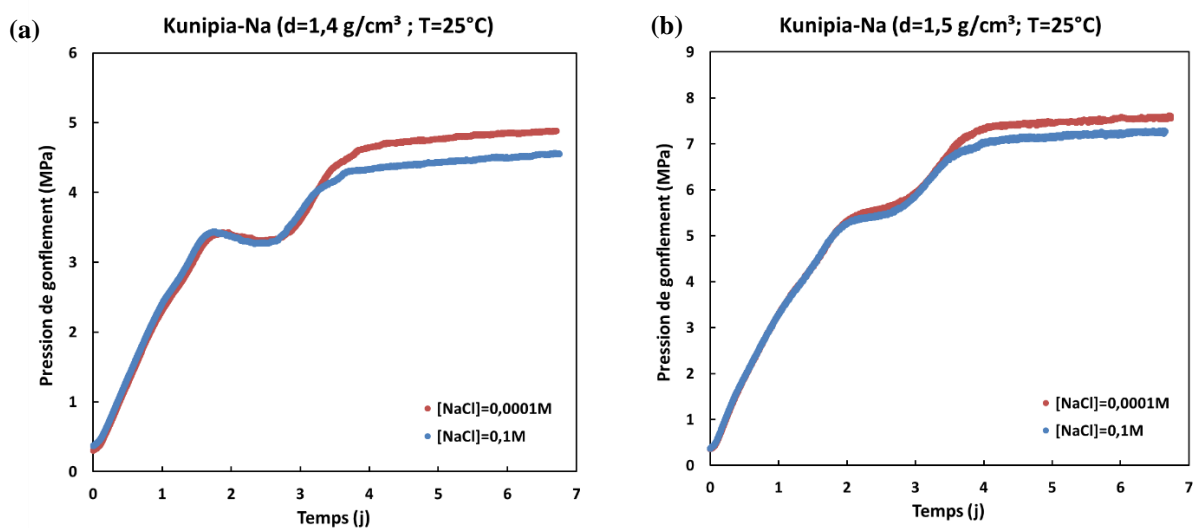 (a)
Kunipia-Na (d=1,4 g/cm³ ; T=25°C)
6
5
4
3
2
1
0
Pression de gonflement (MPa)
[NaCl]=0,0001M
[NaCl]=0,1M
0 1 2 3 4 5 6 7
Temps (j)
(b)
Kunipia-Na (d=1,5 g/cm³; T=25°C)
9
8
7
6
5
4
3
2
1
0
Pression de gonflement (MPa)
[NaCl]=0,0001M
[NaCl]=0,1M
0 1 2 3 4 5 6 7
Temps (j)